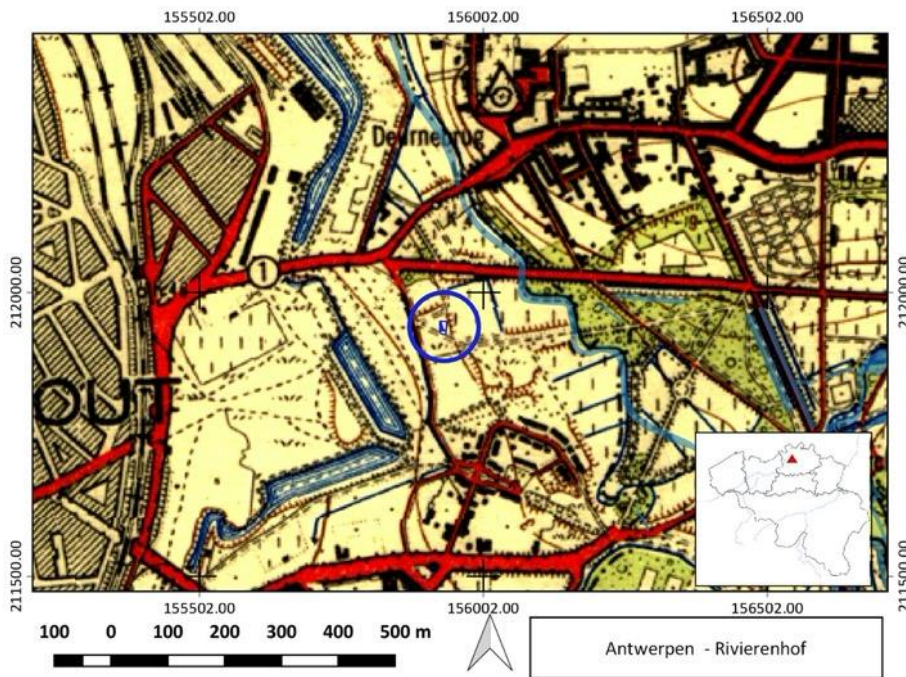 155502.00 156002.00 156502.00
Deurnebrug
212000.00 212000.00
1
OUT
211500.00 211500.00
155502.00 156002.00 156502.00
100 0 100 200 300 400 500 m
Antwerpen - Rivierenhof